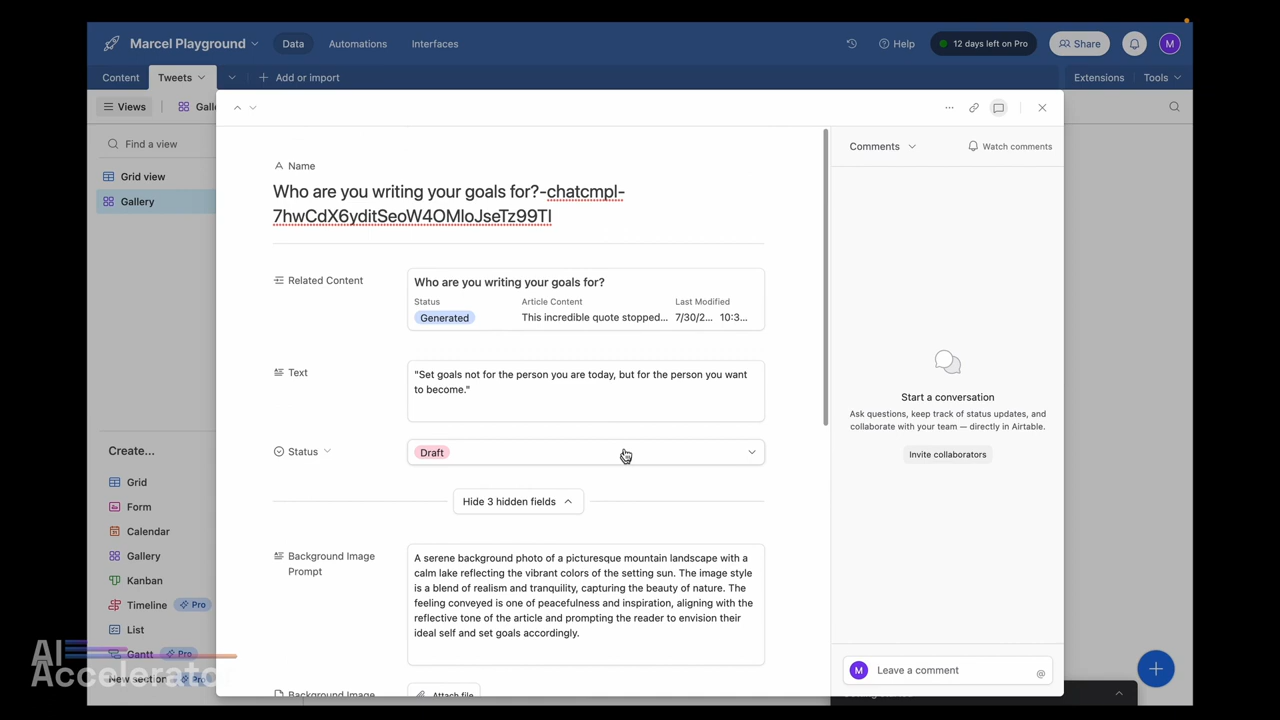 Marcel Playground
Data
Automations
Interfaces
Help
12 days left on Pro
Share
M
Content
Tweets
Add or import
Extensions
Tools
Views
Find a view
Grid view
Gallery
Create...
Grid
Form
Calendar
Gallery
Kanban
Timeline
Pro
List
Gantt
Pro
Pro
AI
Accelerator
Name
Who are you writing your goals for?-chatcmpl-
Related Content
Who are you writing your goals for?
Status
Article Content
Last Modified
Generated
This incredible quote stopped...
7/30/2...
10:3...
Text
"Set goals not for the person you are today, but for the person you want
to become."
Status
Draft
Hide 3 hidden fields
Background Image
Prompt
A serene background photo of a picturesque mountain landscape with a
calm lake reflecting the vibrant colors of the setting sun. The image style
is a blend of realism and tranquility, capturing the beauty of nature. The
feeling conveyed is one of peacefulness and inspiration, aligning with the
reflective tone of the article and prompting the reader to envision their
ideal self and set goals accordingly.
Background Image
Attach file
Comments
Watch comments
Start a conversation
Ask questions, keep track of status updates, and
collaborate with your team — directly in Airtable.
Invite collaborators
M
Leave a comment
@